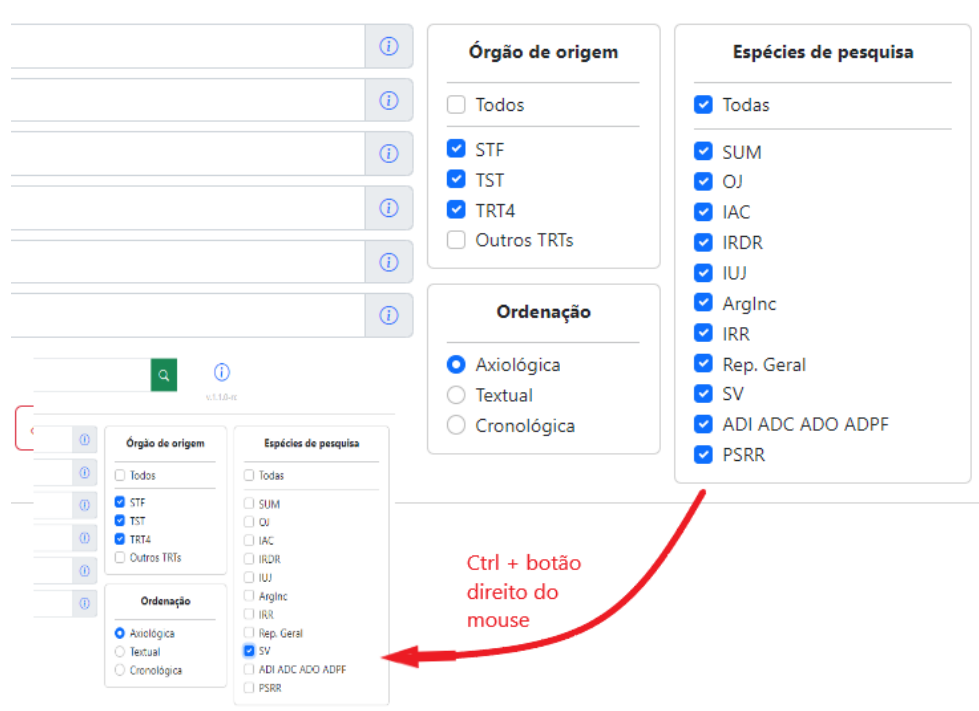 Órgão de origem
Todos
STF
TST
TRT4
Outros TRTs
Ordenação
Axiológica
Textual
Cronológica
Espécies de pesquisa
Todas
SUM
OJ
IAC
IRDR
IUJ
ArgInc
IRR
Rep. Geral
SV
ADI ADC ADO ADPF
PSRR
Órgão de origem
Todos
STF
TST
TRT4
Outros TRTs
Ordenação
Axiológica
Textual
Cronológica
Espécies de pesquisa
Todas
SUM
OJ
IAC
IRDR
IUJ
ArgInc
IRR
Rep. Geral
SV
ADI ADC ADO ADPF
PSRR
Ctrl + botão
direito do
mouse